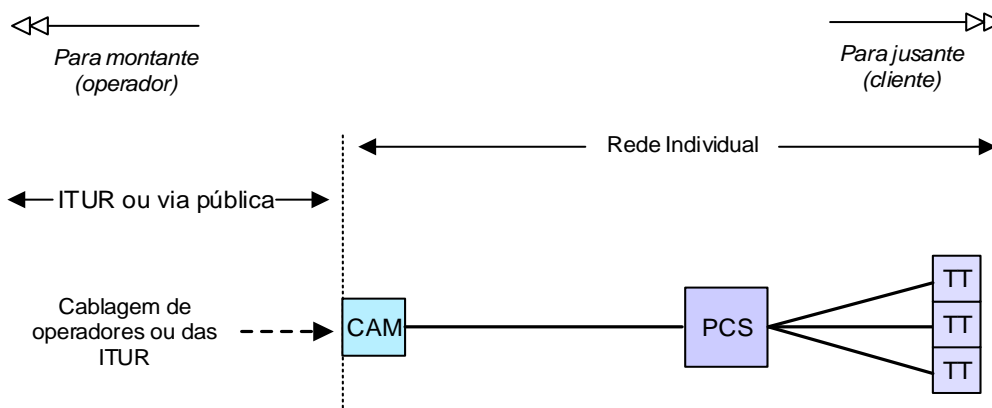 Para montante
(operador)
Para jusante
(cliente)
Rede Individual
ITUR ou via pública
Cablagem de
operadores ou das
ITUR
CAM
PCS
TT
TT
TT